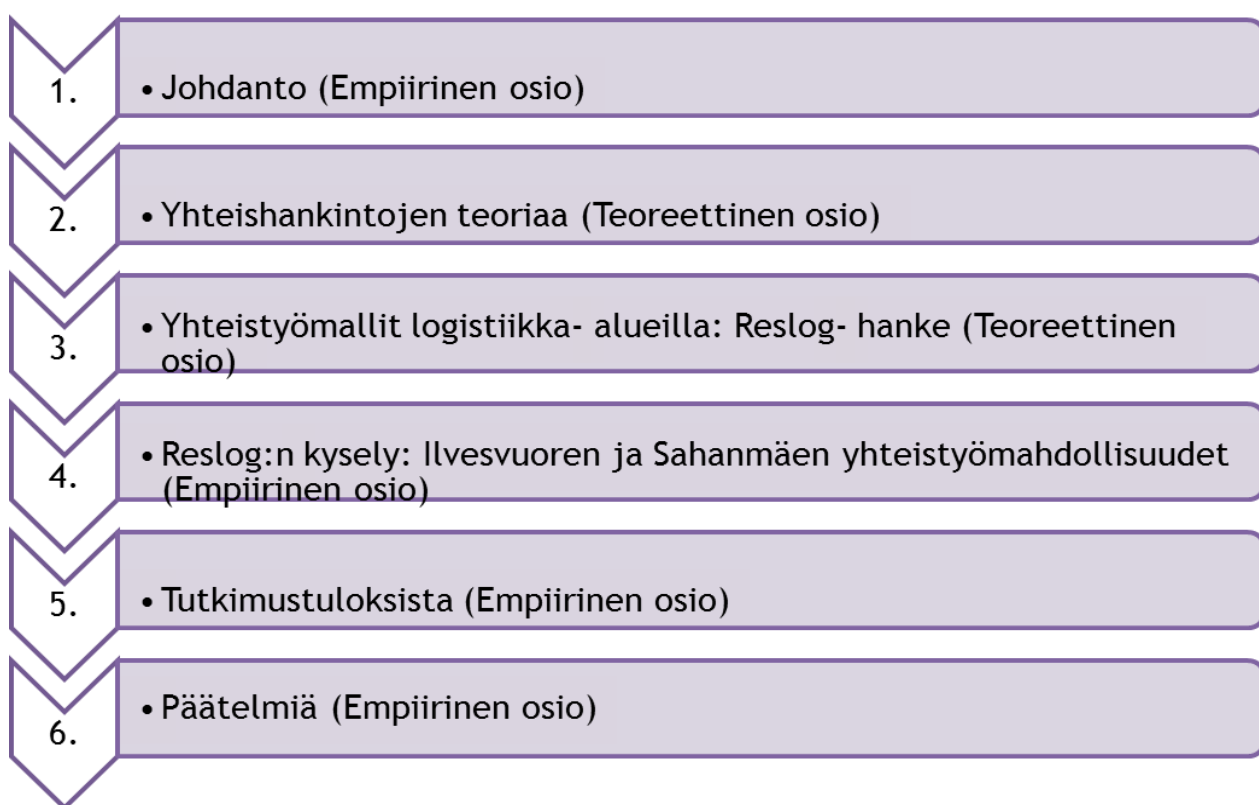 1. • Johdanto (Empiirinen osio)
2. • Yhteishankintojen teoriaa (Teoreettinen osio)
3. • Yhteistyömallit logistiikka- alueilla: Reslog- hanke (Teoreettinen
osio)
4. • Reslog:n kysely: Ilvesvuoren ja Sahanmäen yhteistyömahdollisuudet
(Empiirinen osio)
5. • Tutkimustuloksista (Empiirinen osio)
6. • Päätelmiä (Empiirinen osio)